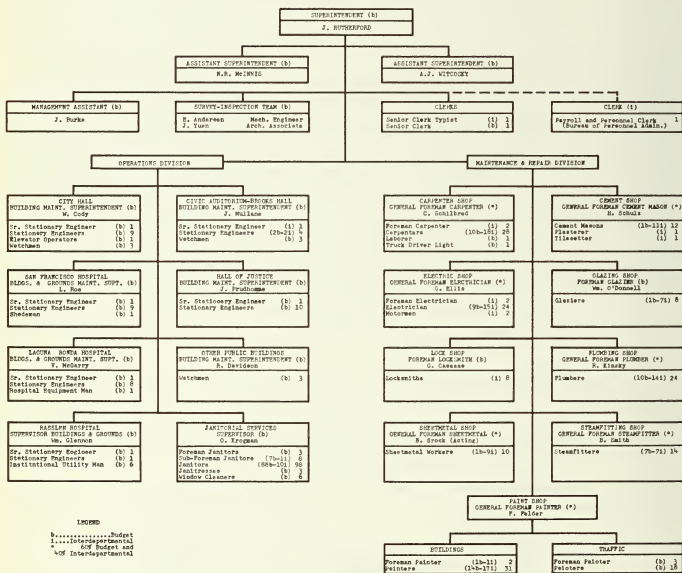 SUPERINTENDENT (b)
J. RUTHERFORD
ASSISTANT SUPERINTENDENT (b)
N.R. McINNIS
ASSISTANT SUPERINTENDENT (b)
A.J. WITCOCKY
MANAGEMENT ASSISTANT (b)
J. Burke
SURVEY-INSPECTION TEAM (b)
E. Andersen Mech. Engineer
J. Yuen Arch. Associate
CLERKS
Senior Clerk Typist (i) 1
Senior Clerk (b) 1
CLERK (i)
Payroll and Personnel Clerk 1
(Bureau of Personnel Admin.)
OPERATIONS DIVISION
MAINTENANCE & REPAIR DIVISION
CITY HALL
BUILDING MAINT. SUPERINTENDENT (b)
W. Cody
Sr. Stationary Engineer (b) 1
Stationery Engineers (b) 9
Elevator Operators (b) 1
Watchmen (b) 3
CIVIC AUDITORIUM-BROOKS HALL
BUILDING MAINT. SUPERINTENDENT (b)
J. Mullane
Sr. Stationary Engineer (i) 1
Stationary Engineers (2b-2i) 4
Watchmen (b) 3
CARPENTER SHOP
GENERAL FOREMAN CARPENTER (*)
C. Schilbred
Foreman Carpenter (i) 2
Carpenters (10b-18i) 28
Laborer (b) 1
Truck Driver Light (b) 1
CEMENT SHOP
GENERAL FOREMAN CEMENT MASON (*)
H. Schulz
Cement Masons (1b-11i) 12
Plasterer (i) 1
Tilesetter (i) 1
SAN FRANCISCO HOSPITAL
BLDGS. & GROUNDS MAINT. SUPT. (b)
L. Roe
Sr. Stationary Engineer (b) 1
Stationary Engineers (b) 9
Shedsman (b) 1
HALL OF JUSTICE
BUILDING MAINT. SUPERINTENDENT (b)
J. Prudhomme
Sr. Stationary Engineer (b) 1
Stationary Engineers (b) 10
ELECTRIC SHOP
GENERAL FOREMAN ELECTRICIAN (*)
G. Ellis
Foreman Electrician (i) 2
Electrician (9b-15i) 24
Motormen (i) 2
GLAZING SHOP
FOREMAN GLAZIER (b)
Wm. O'Donnell
Glaziers (1b-7i) 8
LAGUNA HONDA HOSPITAL
BLDGS. & GROUNDS MAINT. SUPT. (b)
V. McGarry
Sr. Stationary Engineer (b) 1
Stationary Engineers (b) 8
Hospital Equipment Man (b) 1
OTHER PUBLIC BUILDINGS
BUILDING MAINT. SUPERINTENDENT (b)
R. Davidson
Watchmen (b) 3
LOCK SHOP
FOREMAN LOCKSMITH (b)
G. Casassa
Locksmiths (i) 8
PLUMBING SHOP
GENERAL FOREMAN PLUMBER (*)
R. Kinsky
Plumbers (10b-14i) 24
HASSLER HOSPITAL
SUPERVISOR BUILDINGS & GROUNDS (b)
Wm. Glennon
Sr. Stationary Engineer (b) 1
Stationary Engineers (b) 1
Institutional Utility Man (b) 6
JANITORIAL SERVICES
SUPERVISOR (b)
O. Krogman
Foreman Janitors (b) 3
Sub-Foreman Janitors (7b-1i) 8
Janitors (88b-10i) 98
Janitresses (b) 3
Window Cleaners (b) 6
SHEETMETAL SHOP
GENERAL FOREMAN SHEETMETAL (*)
B. Brock (Acting)
Sheetmetal Workers (1b-9i) 10
STEAMFITTING SHOP
GENERAL FOREMAN STEAMFITTER (*)
B. Smith
Steamfitters (7b-7i) 14
PAINT SHOP
GENERAL FOREMAN PAINTER (*)
F. Felder
LEGEND
b..............Budget
i....Interdepartmental
* 60% Budget and
40% Interdepartmental
BUILDINGS
Foreman Painter (1b-1i) 2
Painters (14b-17i) 31
TRAFFIC
Foreman Painter (b) 3
Painters (b) 18